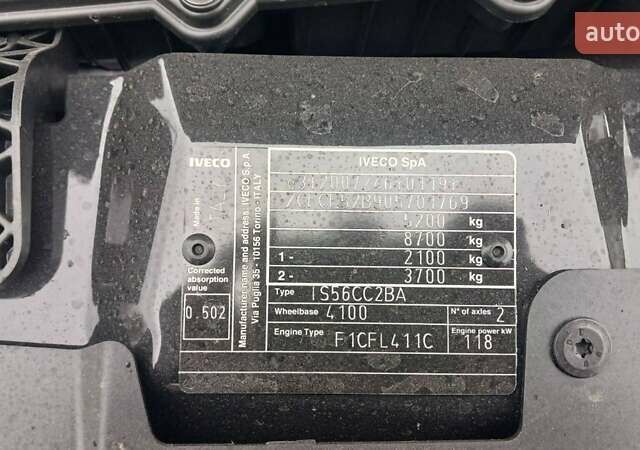 auto
IVECO
IVECO SpA
Made in
Manufacturer name and address: IVECO S.p.A
Via Puglia 35 - 10156 Torino - ITALY
5200 kg
8700 kg
1- 2100 kg
2- 3700 kg
Corrected absorption value
0.502
Type IS56CC2BA
Wheelbase 4100 N° of axles 2
Engine Type F1CFL411C Engine power kW 118